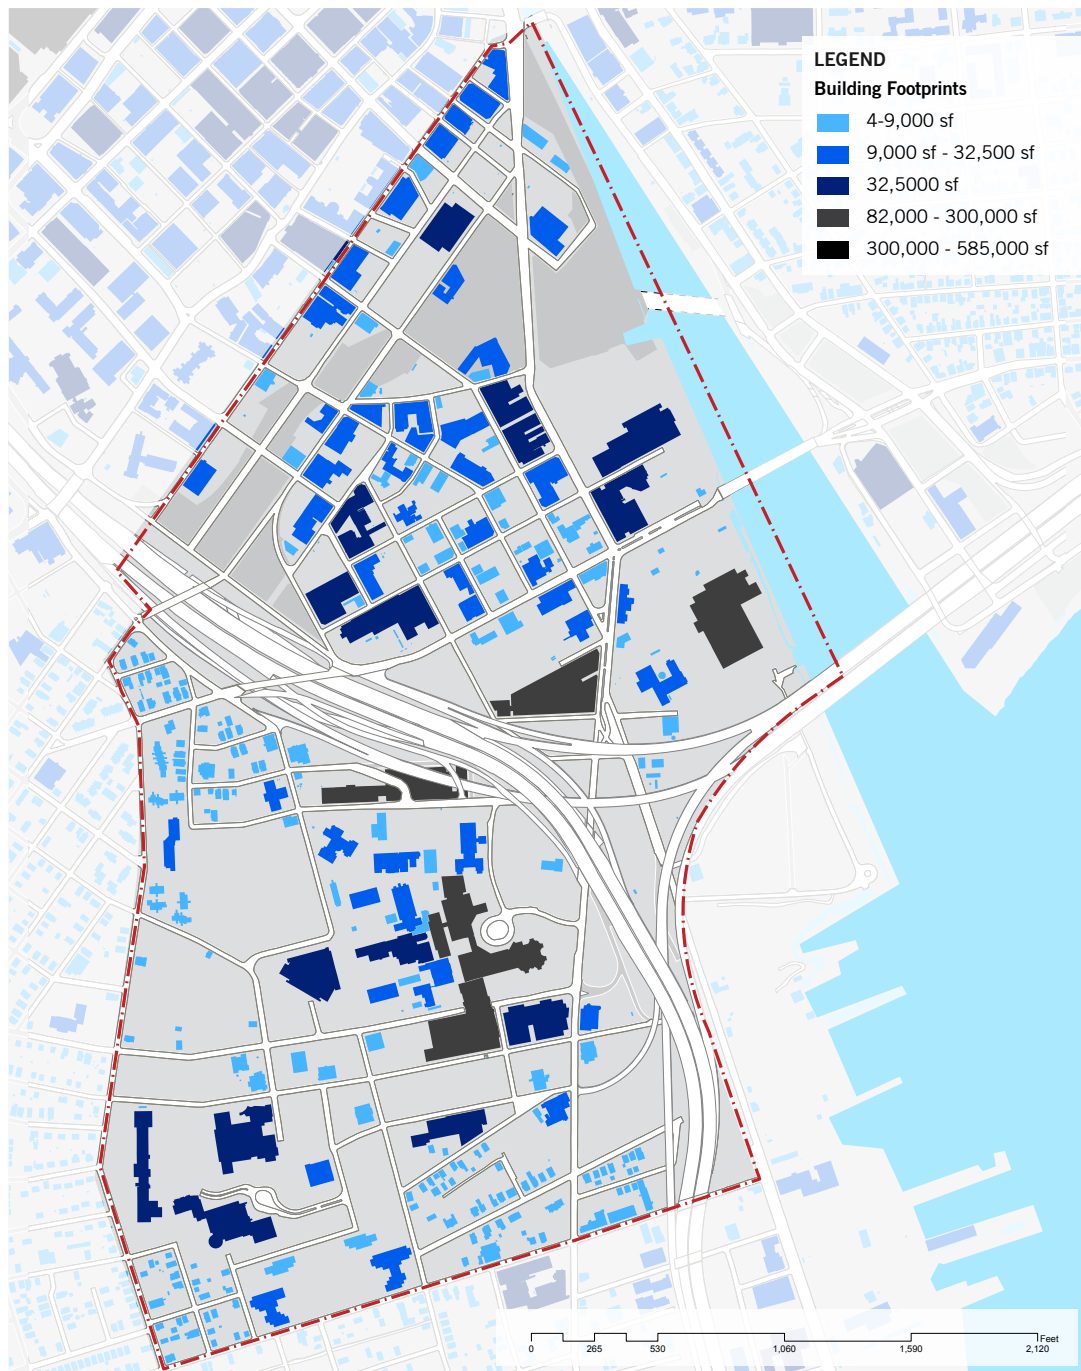 LEGEND
Building Footprints
4-9,000 sf
9,000 sf - 32,500 sf
32,5000 sf
82,000 - 300,000 sf
300,000 - 585,000 sf
Feet
0 265 530 1,060 1,590 2,120